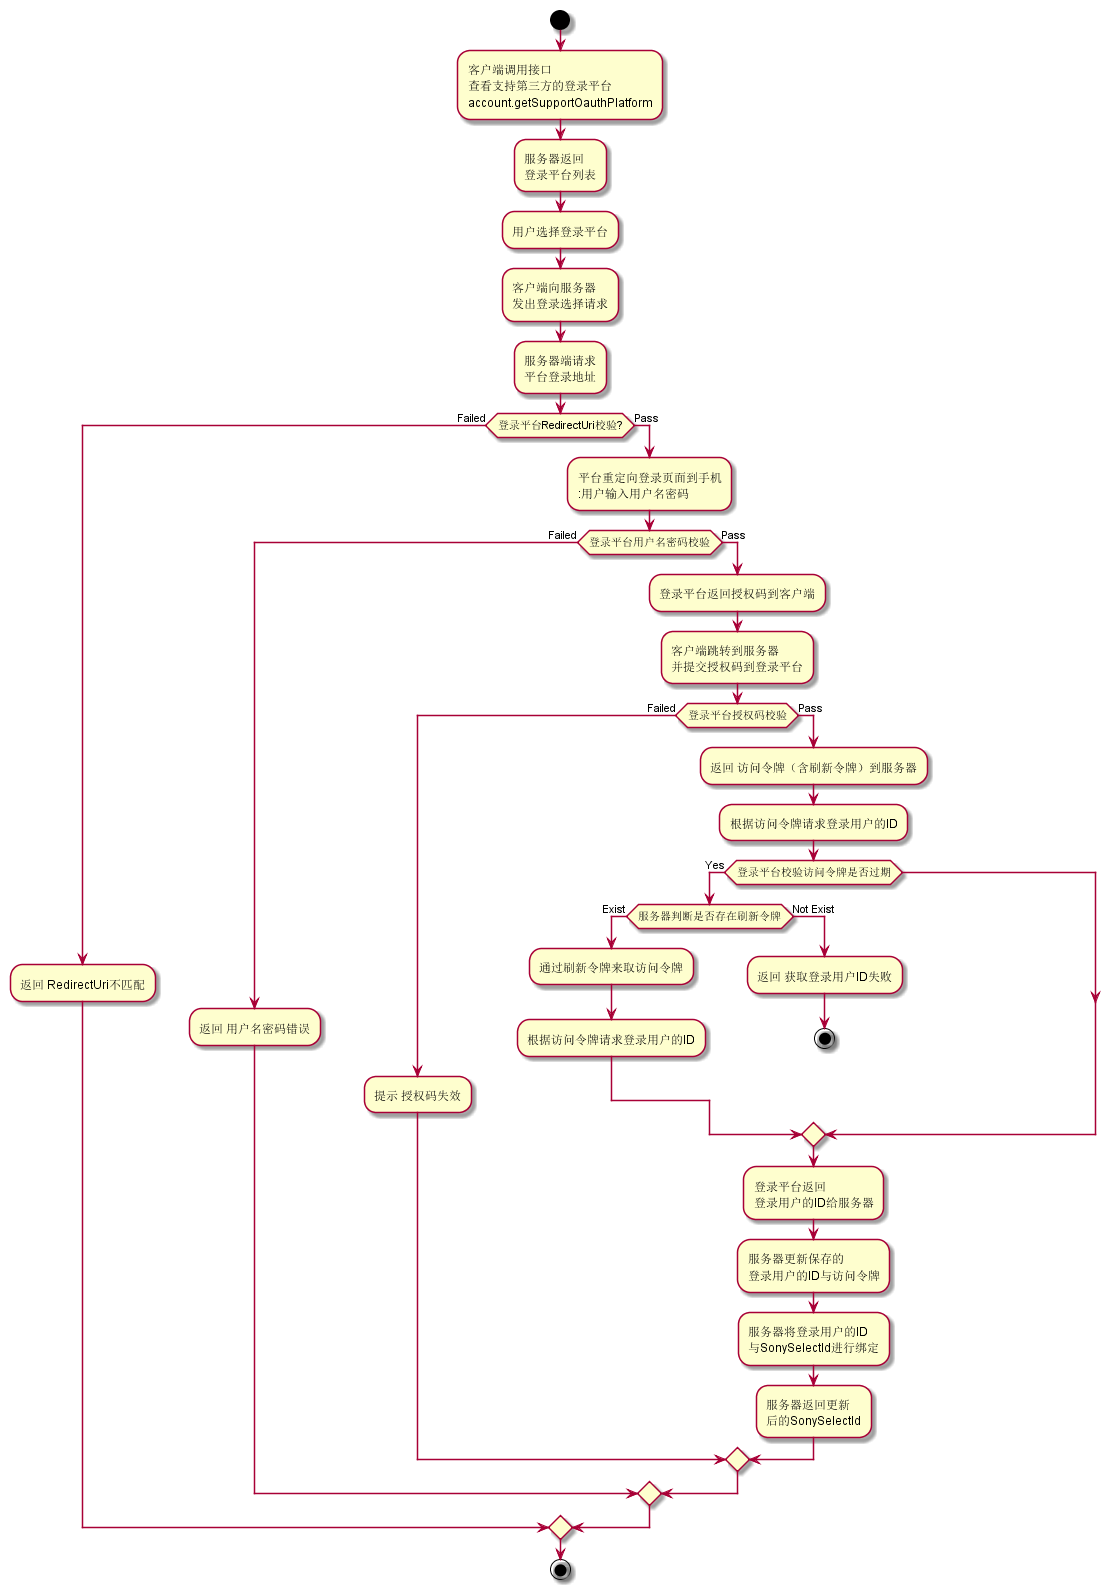 客户端调用接口
查看支持第三方的登录平台
account.getSupportOauthPlatform
服务器返回
登录平台列表
用户选择登录平台
客户端向服务器
发出登录选择请求
服务器端请求
平台登录地址
Failed
登录平台RedirectUri校验?
Pass
平台重定向登录页面到手机
:用户输入用户名密码
Failed
登录平台用户名密码校验
Pass
登录平台返回授权码到客户端
客户端跳转到服务器
并提交授权码到登录平台
Failed
登录平台授权码校验
Pass
返回 访问令牌（含刷新令牌）到服务器
根据访问令牌请求登录用户的ID
Yes
登录平台校验访问令牌是否过期
Exist
服务器判断是否存在刷新令牌
Not Exist
通过刷新令牌来取访问令牌
返回 获取登录用户ID失败
返回 RedirectUri不匹配
返回 用户名密码错误
根据访问令牌请求登录用户的ID
提示 授权码失效
登录平台返回
登录用户的ID给服务器
服务器更新保存的
登录用户的ID与访问令牌
服务器将登录用户的ID
与SonySelectId进行绑定
服务器返回更新
后的SonySelectId